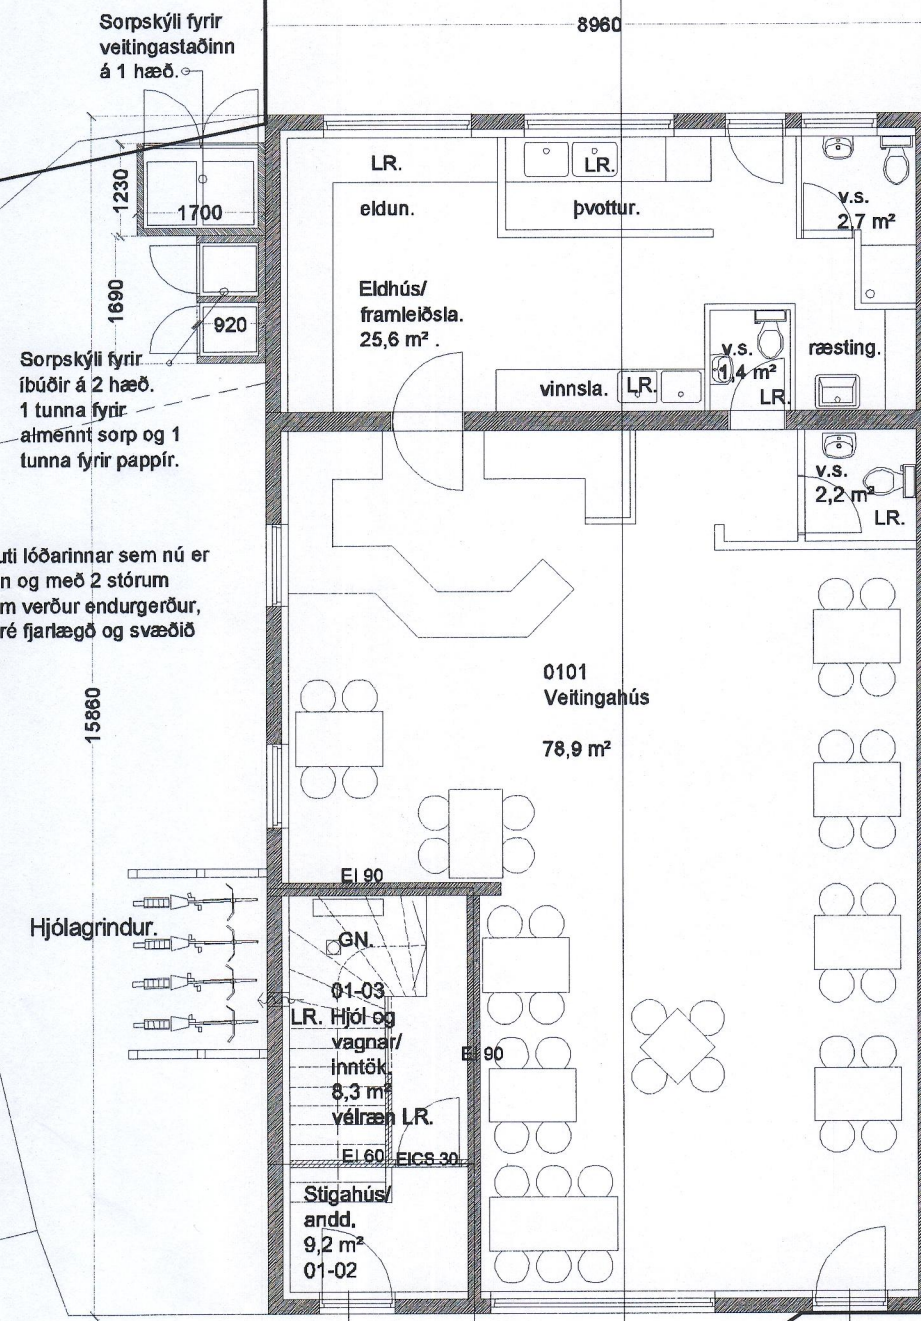 Sorpskýli fyrir
veitingastaðinn
á 1 hæð.
8960
1230
1700
1690
920
LR.
eldun.
LR.
þvottur.
v.s.
2,7 m²
Eldhús/
framleiðsla.
25,6 m² .
vinnsla.
LR.
v.s.
1,4 m²
LR.
ræsting.
Sorpskýli fyrir
íbúðir á 2 hæð.
1 tunna fyrir
almennt sorp og 1
tunna fyrir pappír.
v.s.
2,2 m²
LR.
uti lóðarinnar sem nú er
n og með 2 stórum
m verður endurgerður,
ré fjarlægð og svæðið
15860
0101
Veitingahús
78,9 m²
EI 90
Hjólagrindur.
GN.
01-03
LR. Hjól og
vagnar/
inntök.
8,3 m²
vélræn LR.
EI 90
EI 60
EICS 30
Stigahús/
andd.
9,2 m²
01-02